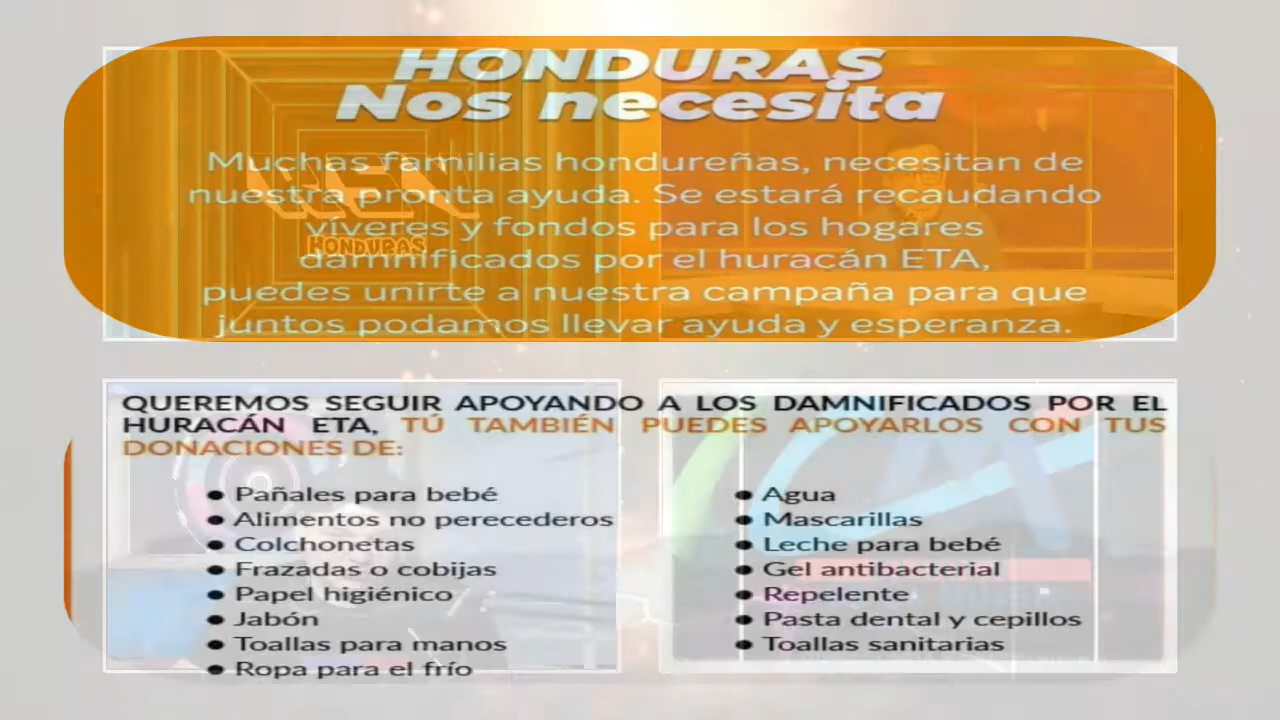 HONDURAS
Nos necesita
Muchas familias hondureñas, necesitan de
nuestra pronta ayuda. Se estará recaudando
víveres y fondos para los hogares
damnificados por el huracán ETA,
puedes unirte a nuestra campaña para que
juntos podamos llevar ayuda y esperanza.
HONDURAS
QUEREMOS SEGUIR APOYANDO A LOS DAMNIFICADOS POR EL
HURACÁN ETA, TÚ TAMBIÉN PUEDES APOYARLOS CON TUS
DONACIONES DE:
● Pañales para bebé
● Alimentos no perecederos
● Colchonetas
● Frazadas o cobijas
● Papel higiénico
● Jabón
● Toallas para manos
● Ropa para el frío
● Agua
● Mascarillas
● Leche para bebé
● Gel antibacterial
● Repelente
● Pasta dental y cepillos
● Toallas sanitarias